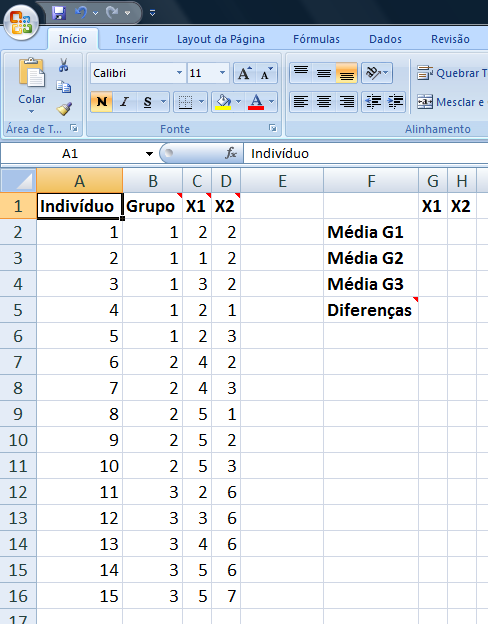 Início Inserir Layout da Página Fórmulas Dados Revisão
Colar
Calibri 11
Quebrar T
N I S
A A
Mesclar e
Área de T... Fonte Alinhamento
A1 fx Indivíduo
A B C D E F G H
1 Indivíduo Grupo X1 X2 X1 X2
2 1 1 2 2 Média G1
3 2 1 1 2 Média G2
4 3 1 3 2 Média G3
5 4 1 2 1 Diferenças
6 5 1 2 3
7 6 2 4 2
8 7 2 4 3
9 8 2 5 1
10 9 2 5 2
11 10 2 5 3
12 11 3 2 6
13 12 3 3 6
14 13 3 4 6
15 14 3 5 6
16 15 3 5 7
17